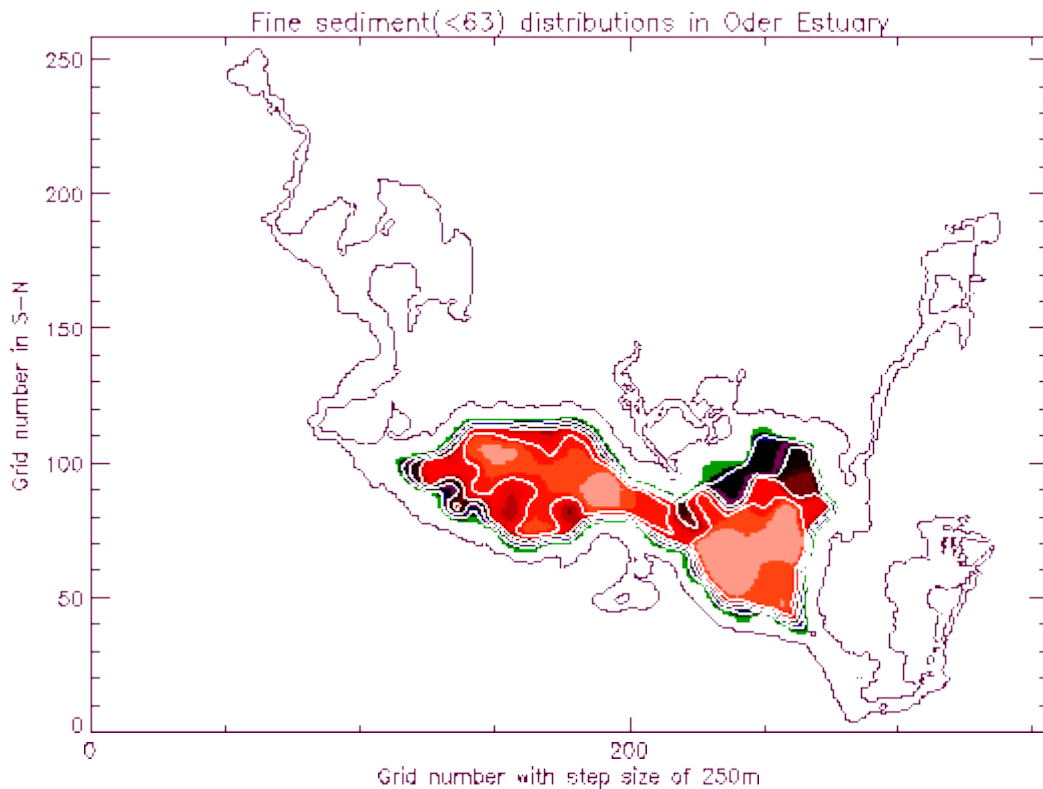 Fine sediment(<63) distributions in Oder Estuary
250
200
150
100
50
0
Grid number in S-N
0
200
Grid number with step size of 250m